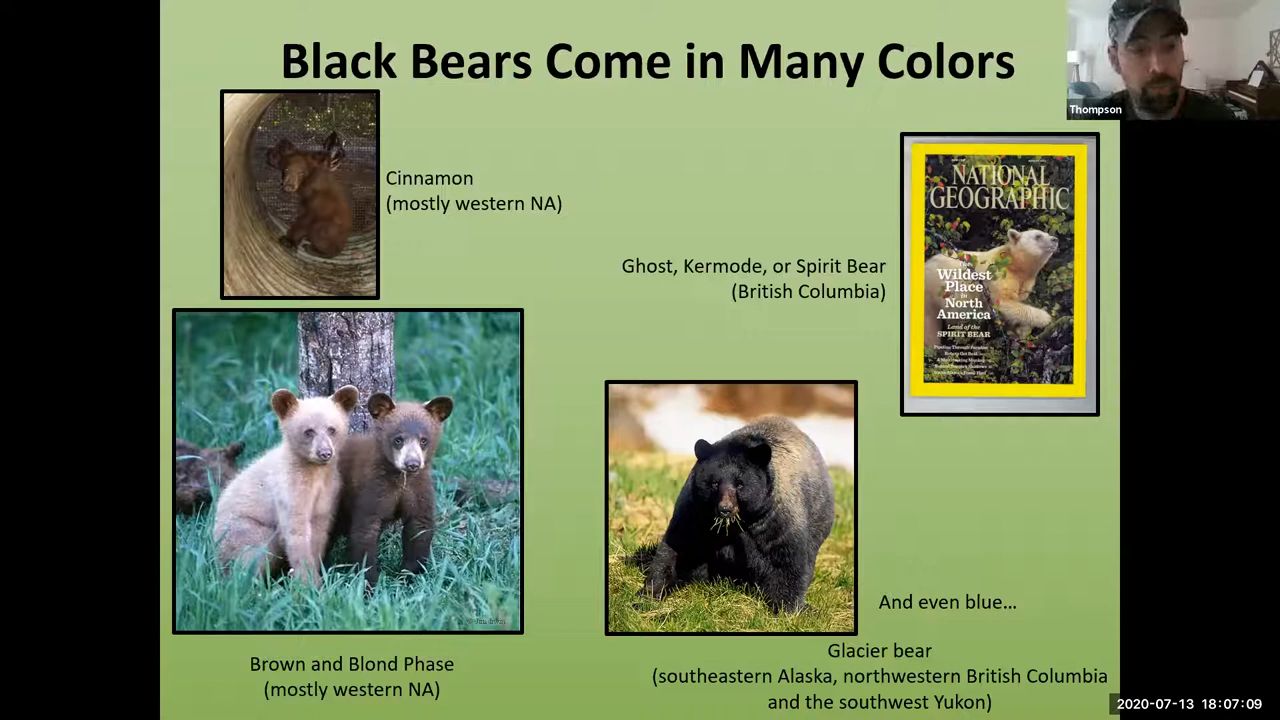 Black Bears Come in Many Colors
Thompson
Cinnamon
(mostly western NA)
NATIONAL
GEOGRAPHIC
Ghost, Kermode, or Spirit Bear
(British Columbia)
Wildest
Place
North
America
Land of the
SPIRIT BEAR
And even blue...
Brown and Blond Phase
(mostly western NA)
Glacier bear
(southeastern Alaska, northwestern British Columbia
and the southwest Yukon)
2020-07-13 18:07:09